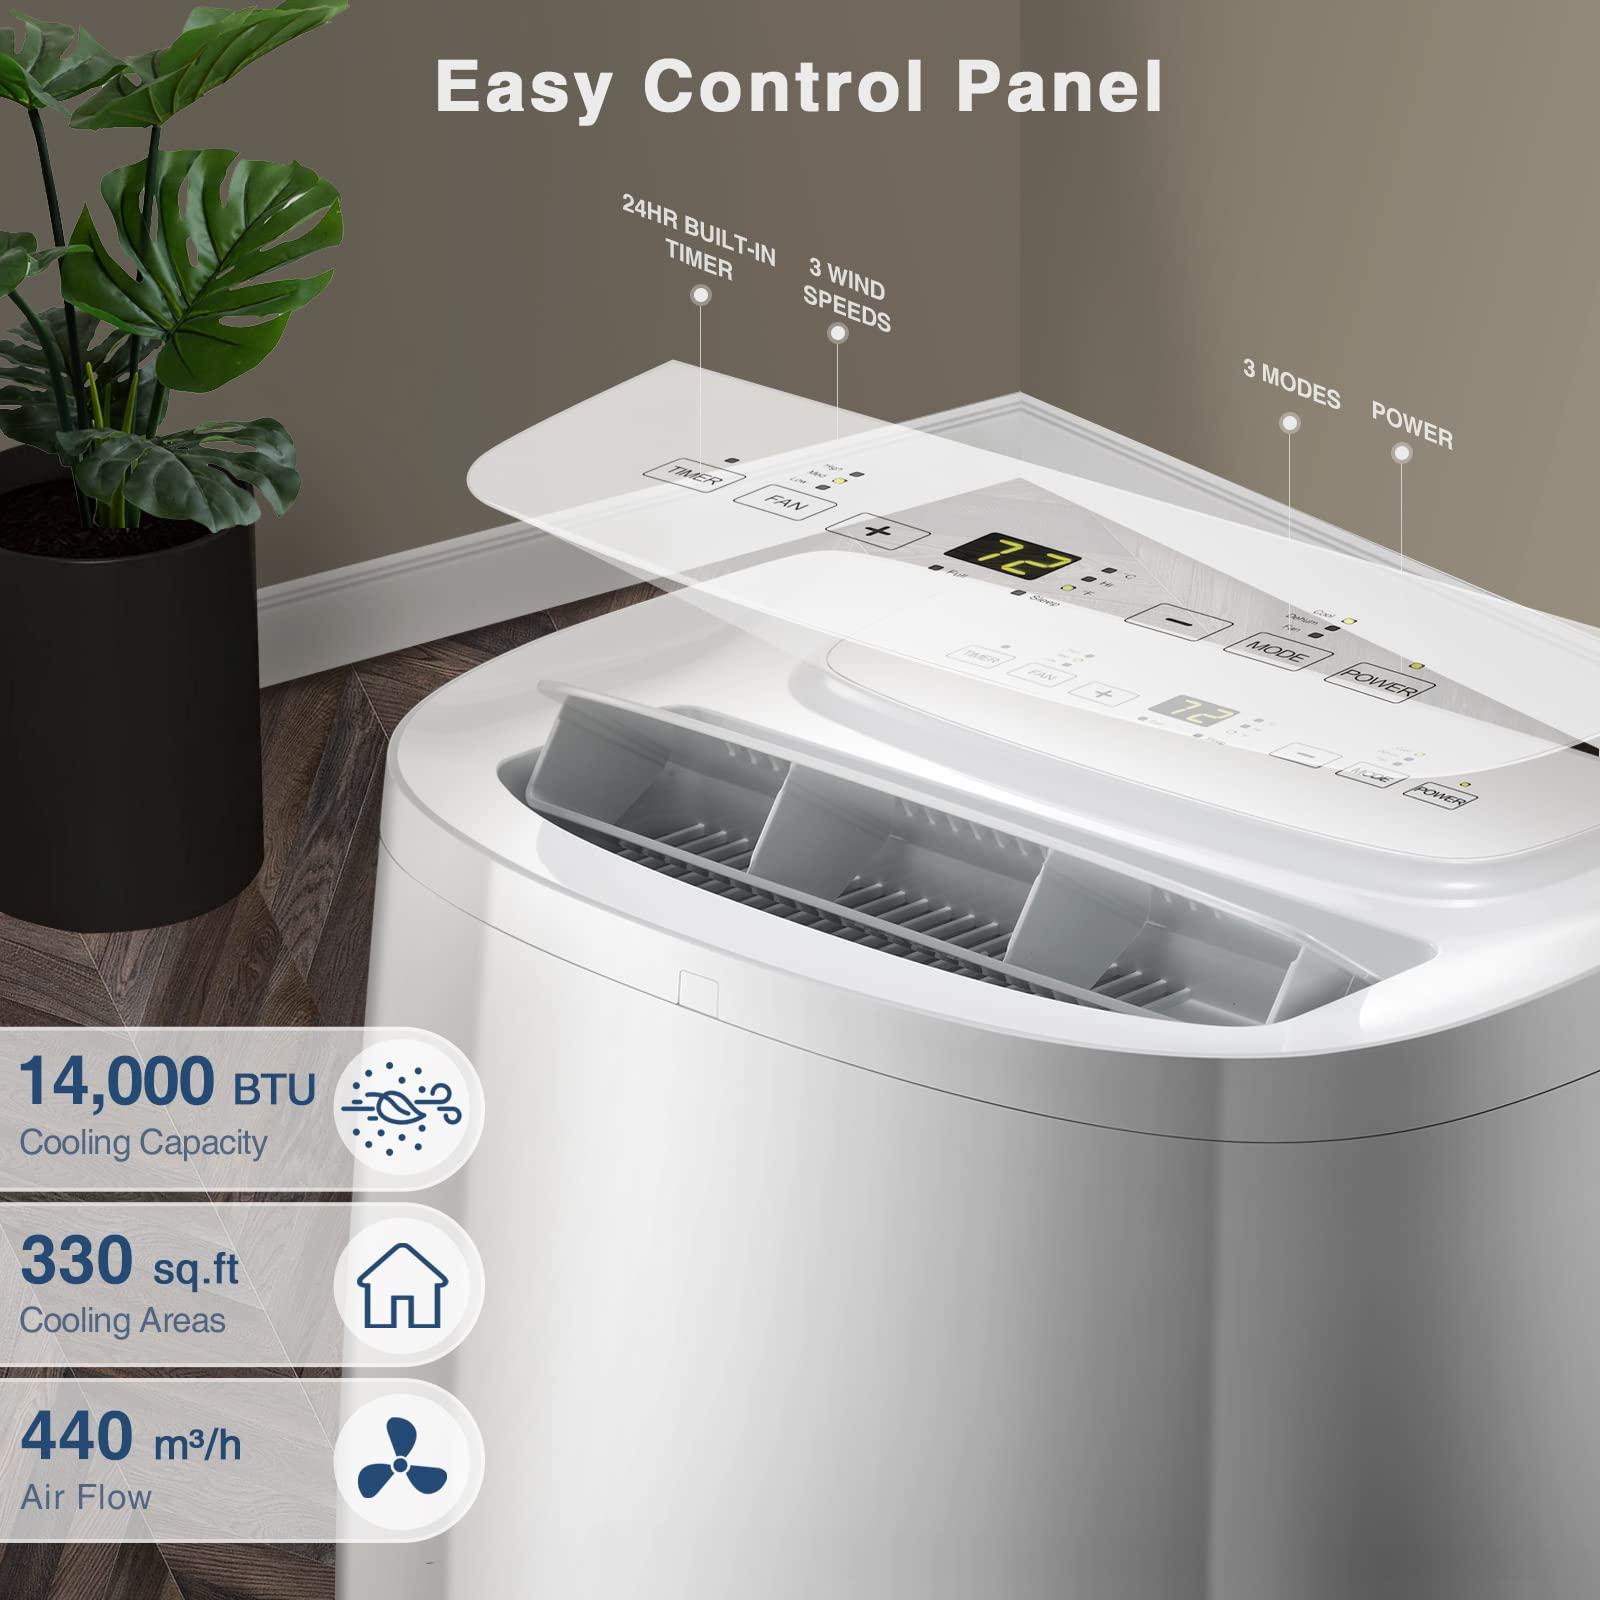 Easy Control Panel
24HR BUILT-IN
TIMER
3 WIND
SPEEDS
3 MODES
POWER
TIMER
High
Med
Low
FAN
+
72
Full
Sleep
°C
Hr
°F
−
Cool
Dehum
Fan
MODE
POWER
TIMER
FAN
+
72
−
MODE
POWER
14,000 BTU
Cooling Capacity
330 sq.ft
Cooling Areas
440 m³/h
Air Flow